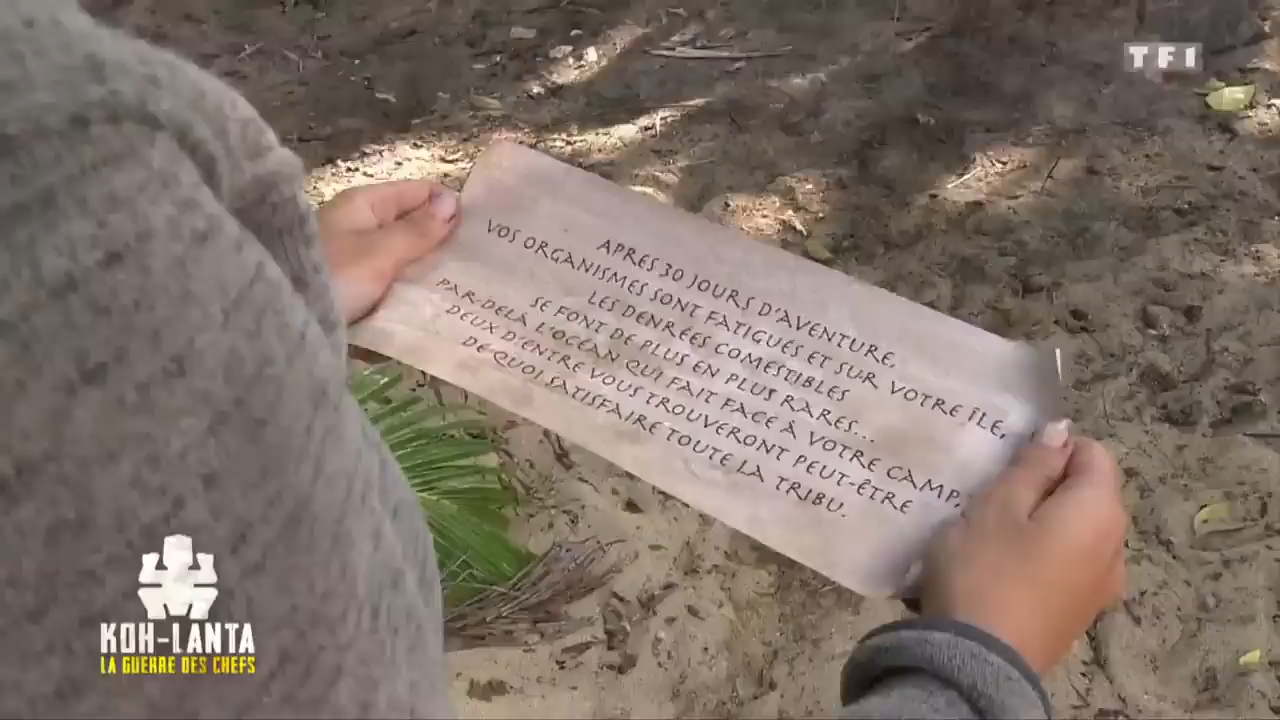 TF1
APRES 30 JOURS D'AVENTURE,
VOS ORGANISMES SONT FATIGUÉS ET SUR VOTRE ÎLE,
LES DENRÉES COMESTIBLES
SE FONT DE PLUS EN PLUS RARES...
PAR-DELÀ L'OCÉAN QUI FAIT FACE À VOTRE CAMP,
DEUX D'ENTRE VOUS TROUVERONT PEUT-ÊTRE
DE QUOI SATISFAIRE TOUTE LA TRIBU.
KOH-LANTA
LA GUERRE DES CHEFS